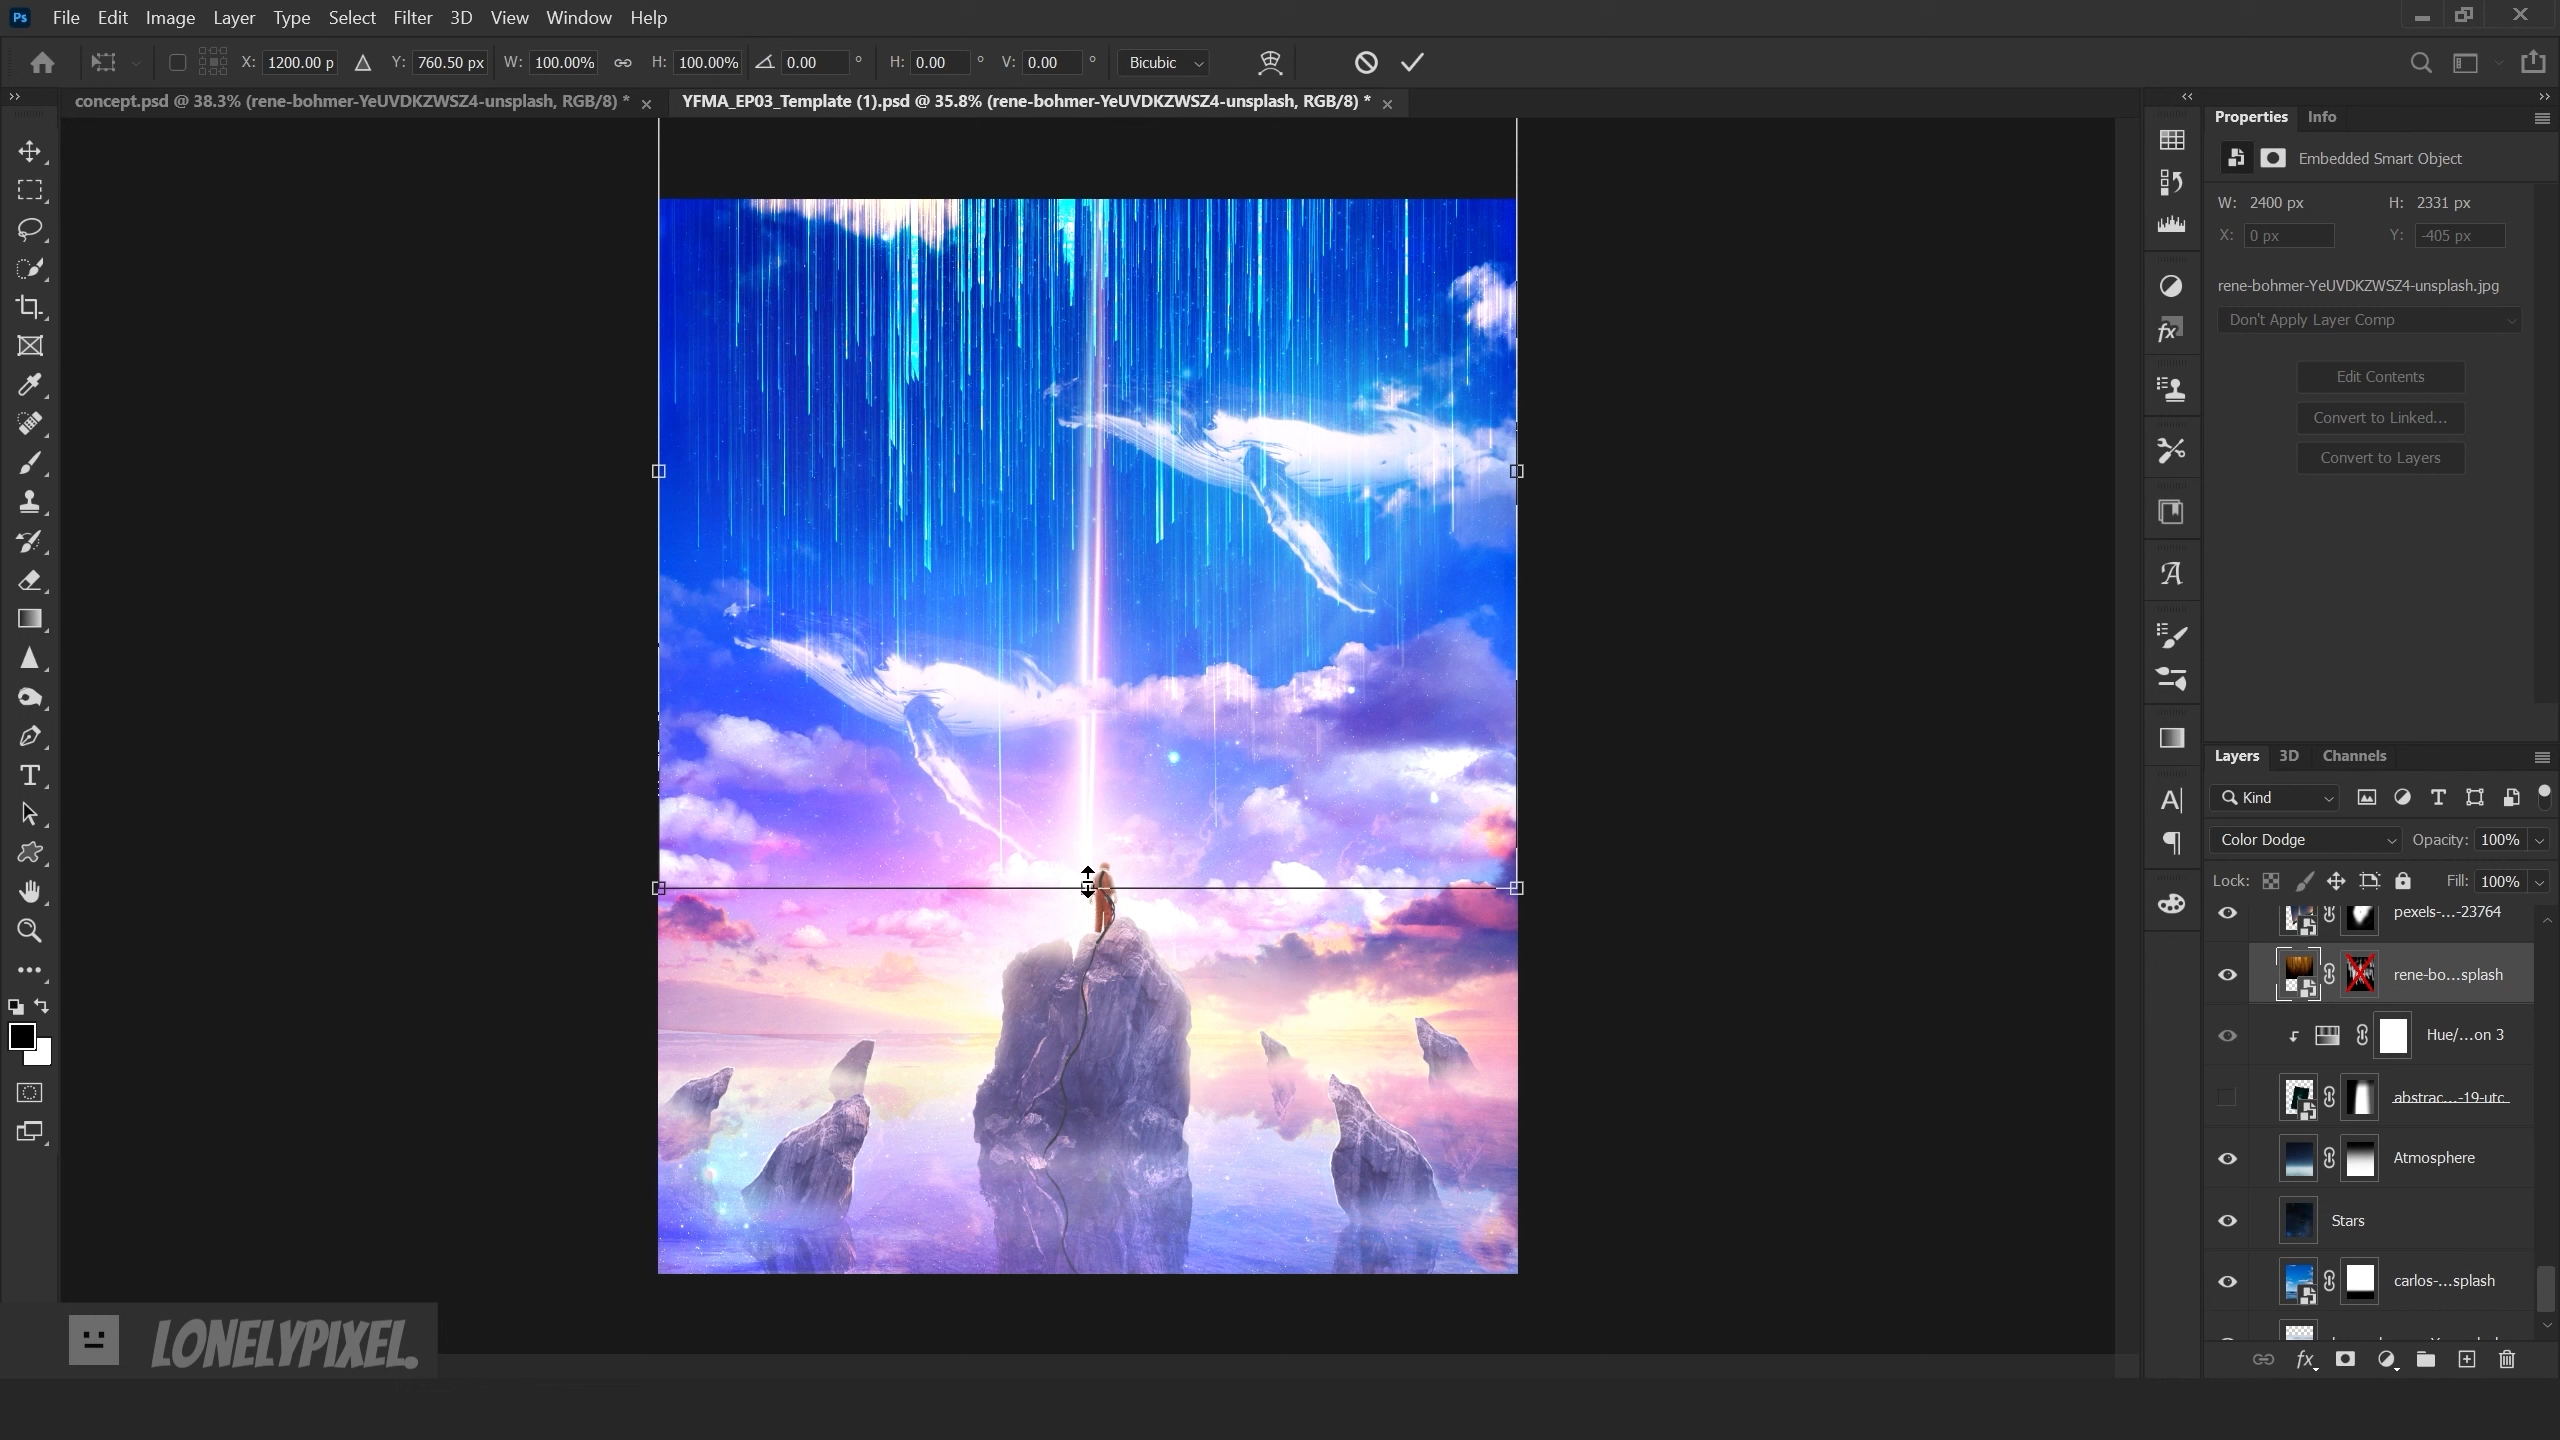 Ps File Edit Image Layer Type Select Filter 3D View Window Help
X: 1200.00 p Y: 760.50 px W: 100.00% H: 100.00% 0.00 ° H: 0.00 ° V: 0.00 ° Bicubic
concept.psd @ 38.3% (rene-bohmer-YeUVDKZWSZ4-unsplash, RGB/8) *
YFMA_EP03_Template (1).psd @ 35.8% (rene-bohmer-YeUVDKZWSZ4-unsplash, RGB/8) *
Properties Info
Embedded Smart Object
W: 2400 px H: 2331 px
X: 0 px Y: -405 px
rene-bohmer-YeUVDKZWSZ4-unsplash.jpg
Don't Apply Layer Comp
Edit Contents
Convert to Linked...
Convert to Layers
Layers 3D Channels
Kind
Color Dodge Opacity: 100%
Lock: Fill: 100%
pexels-...-23764
rene-bo...splash
Hue/...on 3
abstrac...-19-utc
Atmosphere
Stars
carlos-...splash
LONELYPIXEL.